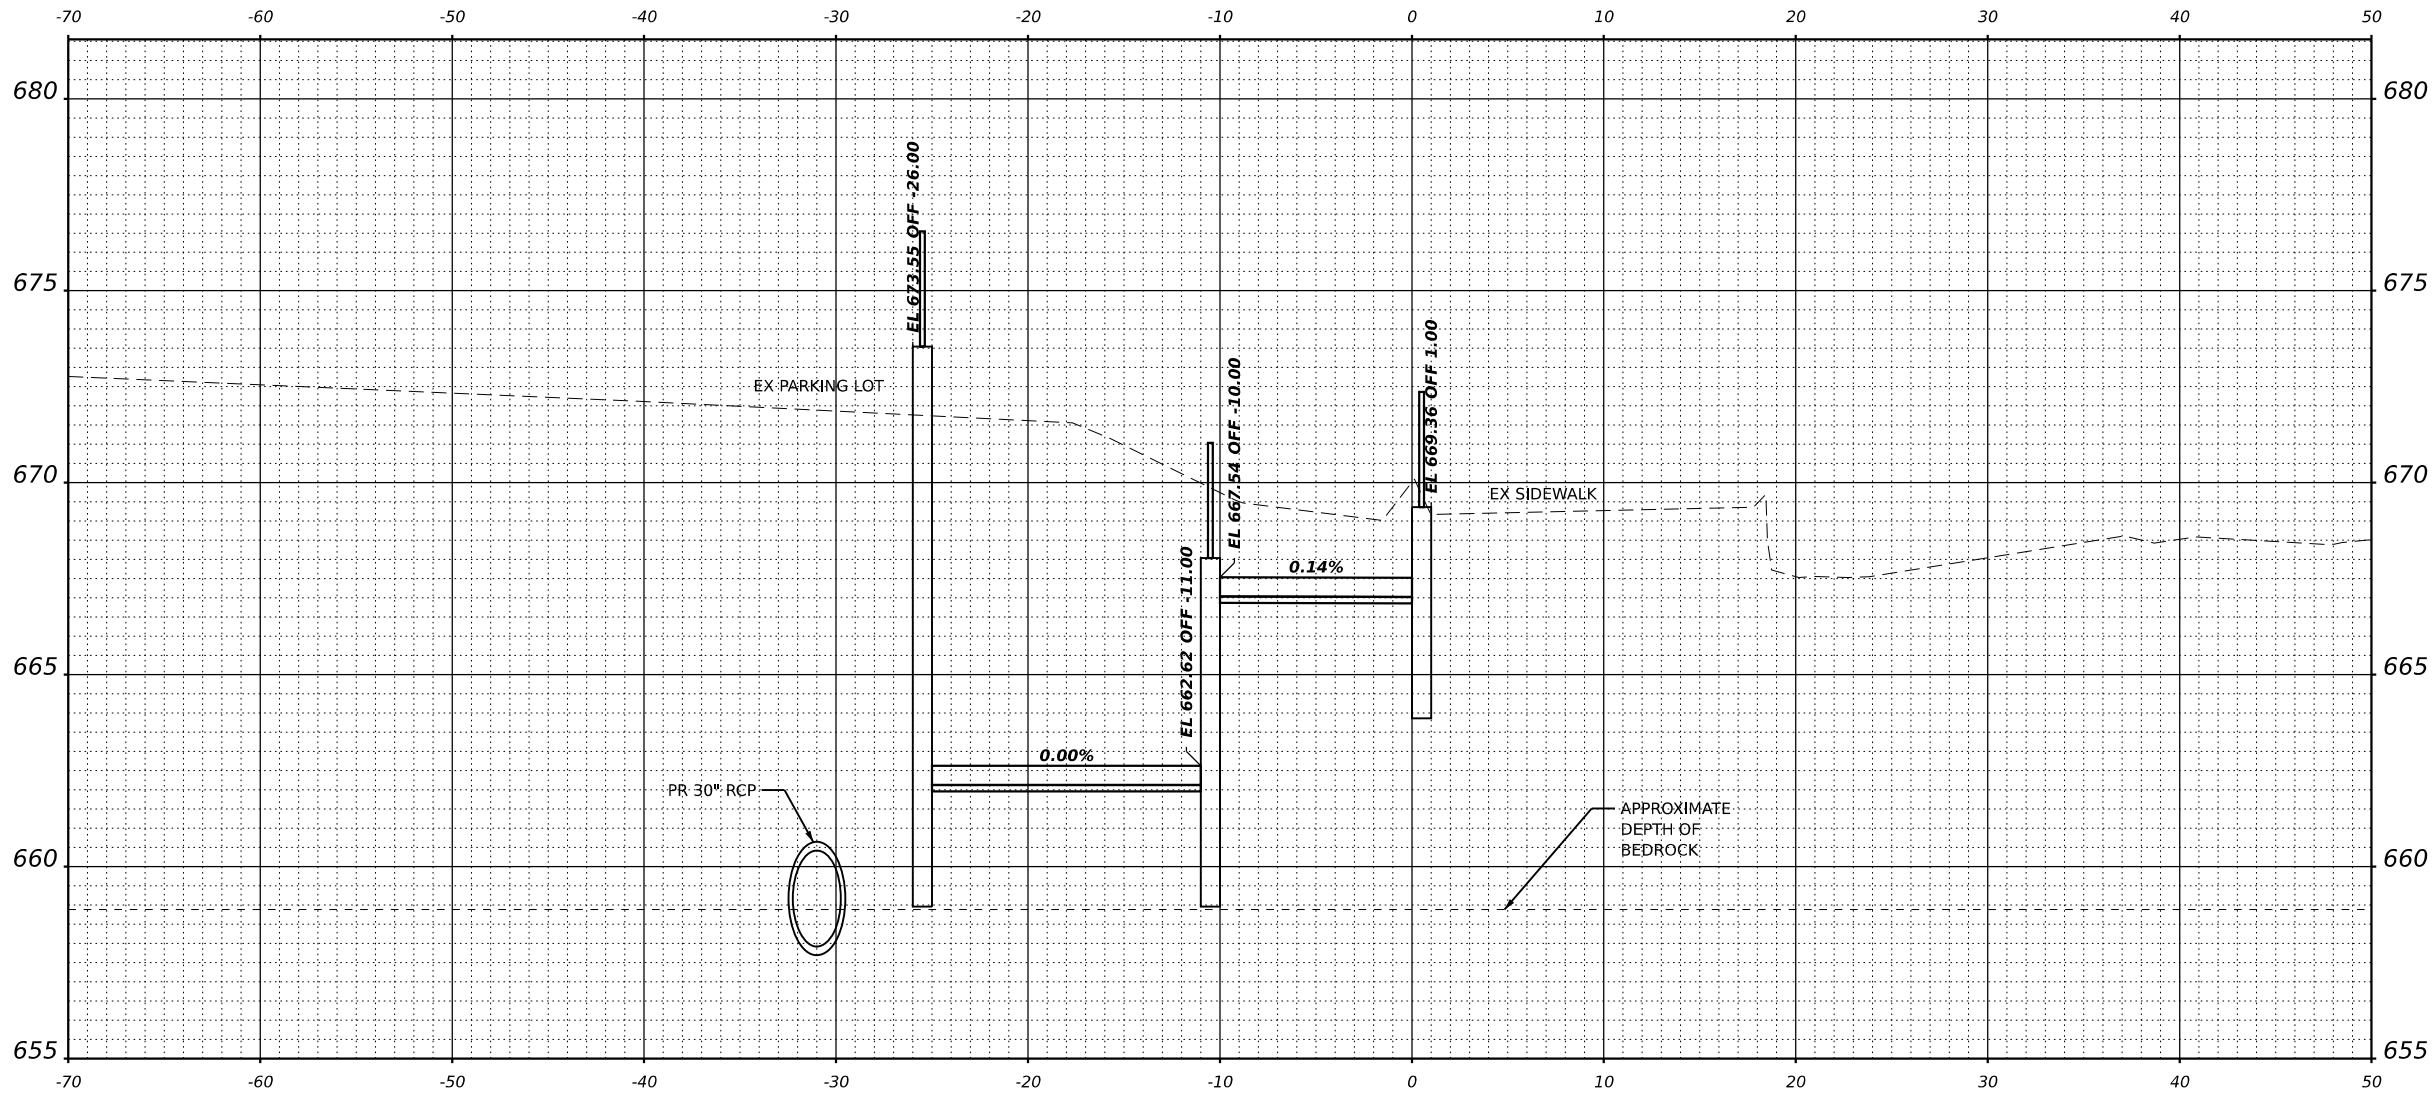 -70 -60 -50 -40 -30 -20 -10 0 10 20 30 40 50
680 680
EL 673.55 OFF -26.00
675 675
EL 669.36 OFF 1.00
EX PARKING LOT
EL 667.54 OFF -10.00
670 670
EX SIDEWALK
0.14%
EL 662.62 OFF -11.00
665 665
0.00%
PR 30" RCP
APPROXIMATE
DEPTH OF
BEDROCK
660 660
655 655
-70 -60 -50 -40 -30 -20 -10 0 10 20 30 40 50